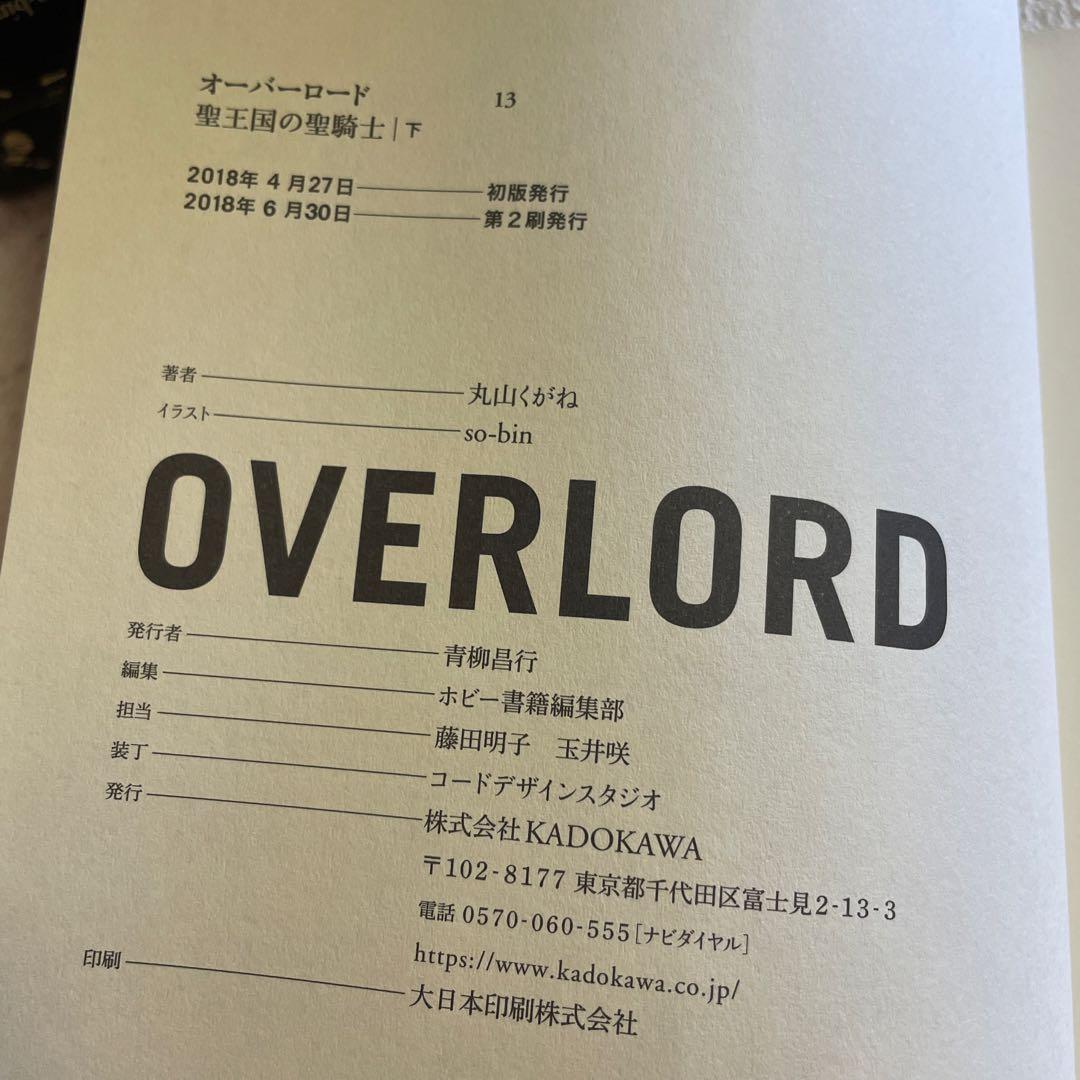 オーバーロード 13
聖王国の聖騎士｜下
2018年 4 月27日 初版発行
2018年 6 月30日 第2刷発行
著者 丸山くがね
イラスト so-bin
OVERLORD
発行者 青柳昌行
編集 ホビー書籍編集部
担当 藤田明子 玉井咲
装丁 コードデザインスタジオ
発行 株式会社KADOKAWA
〒102-8177 東京都千代田区富士見2-13-3
電話 0570-060-555[ナビダイヤル]
https://www.kadokawa.co.jp/
印刷 大日本印刷株式会社